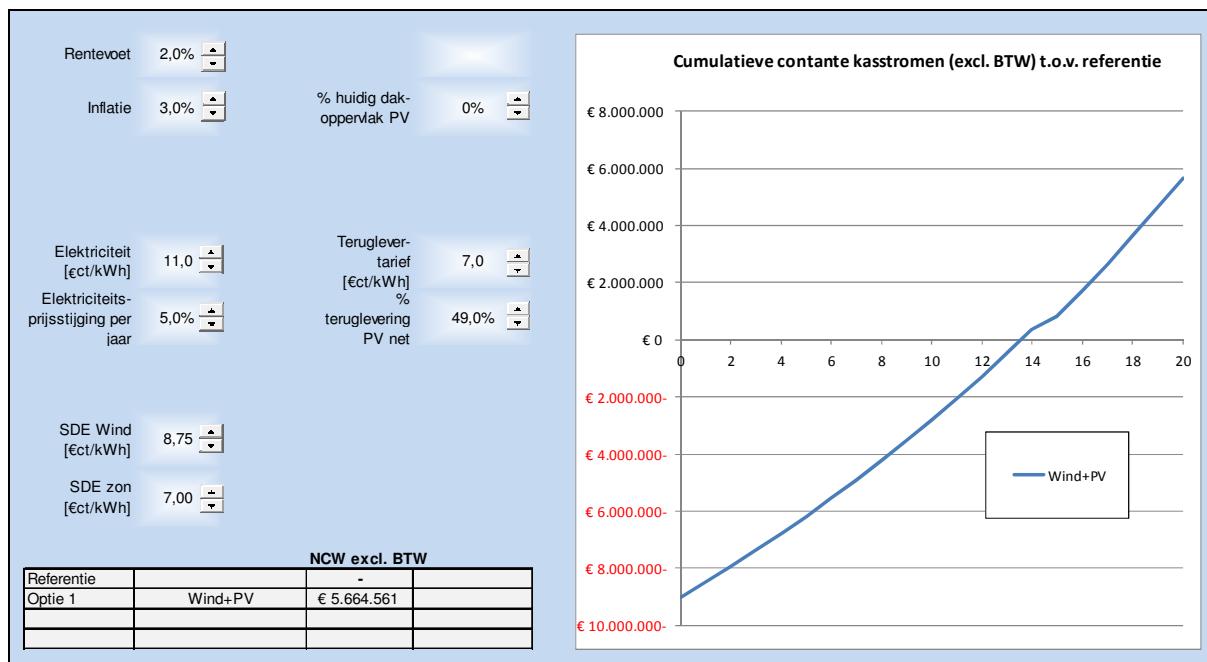 Rentevoet 2,0%
Inflatie 3,0%
% huidig dak-
oppervlak PV 0%
Elektriciteit
[€ct/kWh] 11,0
Teruglever-
tarief
[€ct/kWh] 7,0
Elektriciteits-
prijsstijging per
jaar 5,0%
%
teruglevering
PV net 49,0%
SDE Wind
[€ct/kWh] 8,75
SDE zon
[€ct/kWh] 7,00
NCW excl. BTW
Referentie -
Optie 1 Wind+PV € 5.664.561
Cumulatieve contante kasstromen (excl. BTW) t.o.v. referentie
€ 8.000.000
€ 6.000.000
€ 4.000.000
€ 2.000.000
€ 0
0 2 4 6 8 10 12 14 16 18 20
€ 2.000.000-
€ 4.000.000-
€ 6.000.000-
€ 8.000.000-
€ 10.000.000-
Wind+PV